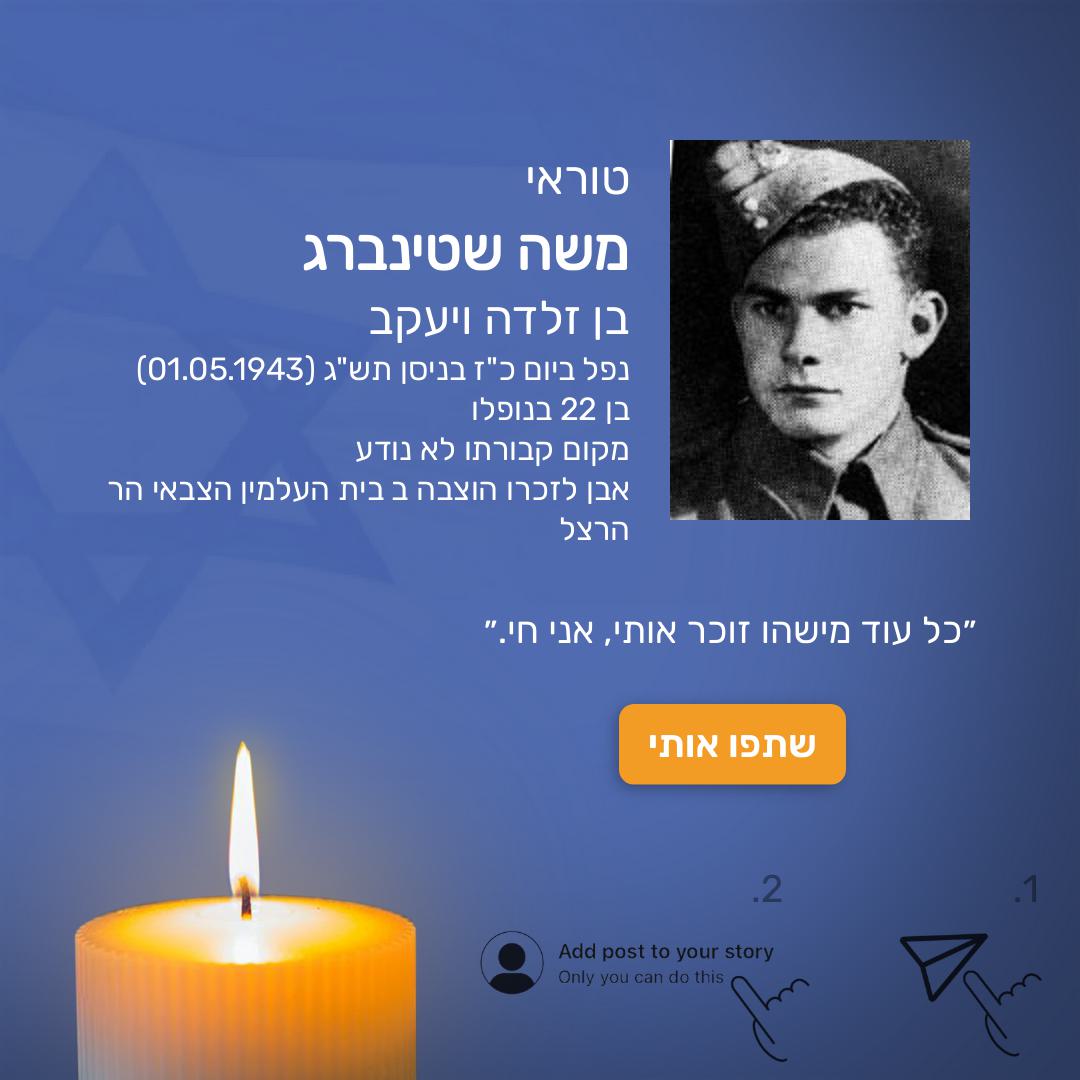 טוראי
משה שטינברג
בן זלדה ויעקב
נפל ביום כ"ז בניסן תש"ג (01.05.1943)
בן 22 בנופלו
מקום קבורתו לא נודע
אבן לזכרו הוצבה ב בית העלמין הצבאי הר
הרצל
״כל עוד מישהו זוכר אותי, אני חי.״
שתפו אותי
1.
2.
Add post to your story
Only you can do this